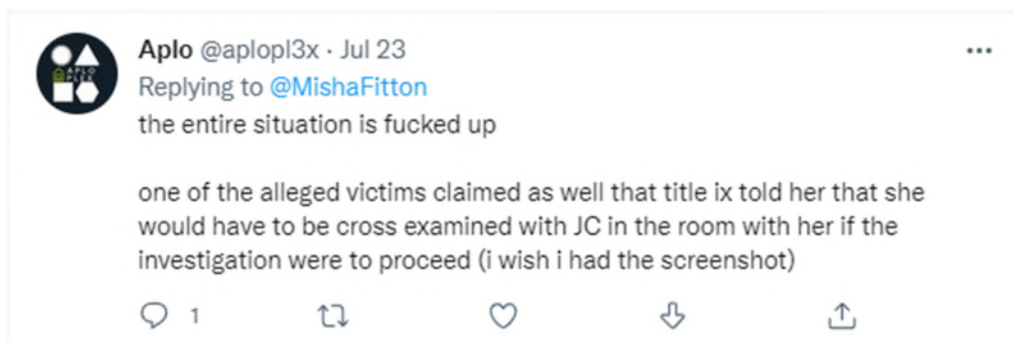 Aplo @aplopl3x · Jul 23
Replying to @MishaFitton
the entire situation is fucked up
one of the alleged victims claimed as well that title ix told her that she
would have to be cross examined with JC in the room with her if the
investigation were to proceed (i wish i had the screenshot)
1